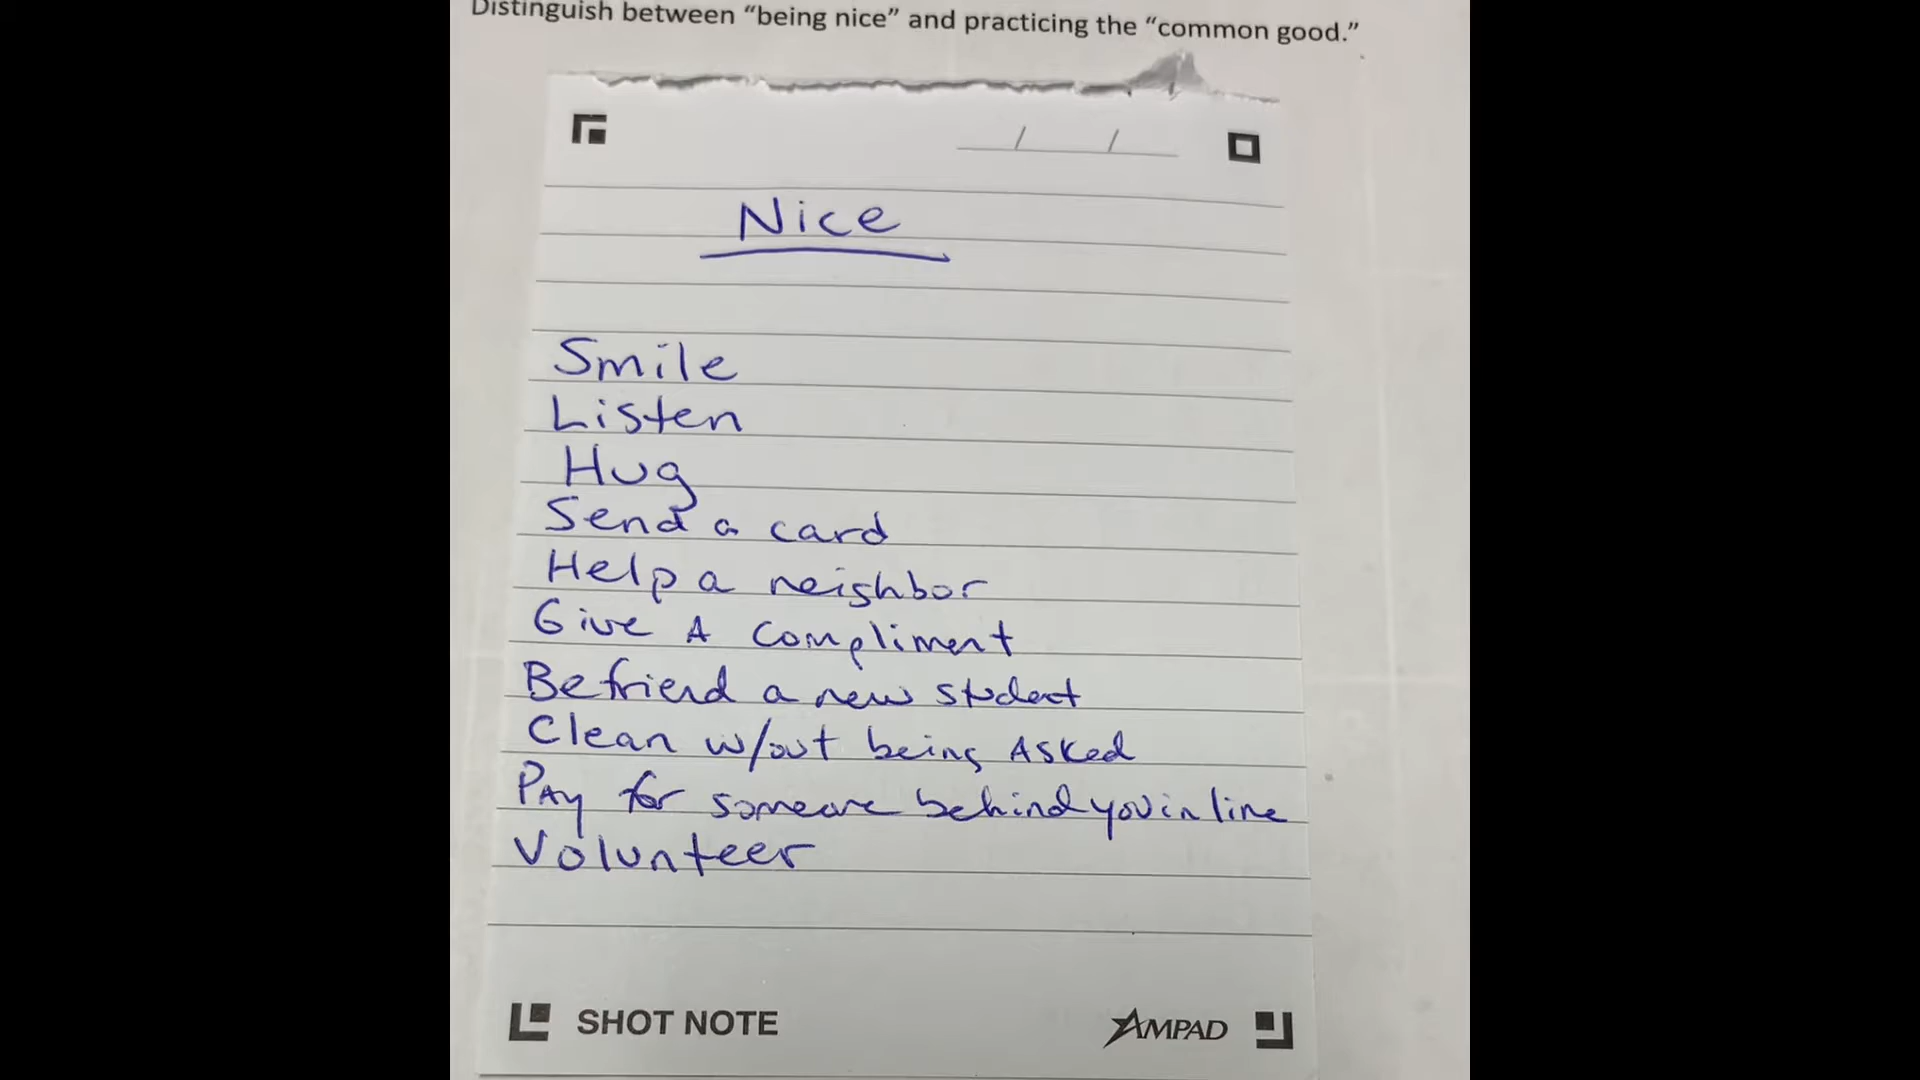 Distinguish between “being nice” and practicing the “common good.”
/ /
Nice
Smile
Listen
Hug
Send a card
Help a neighbor
Give A compliment
Befriend a new student
Clean w/out being Asked
Pay for someone behind you in line
Volunteer
SHOT NOTE AMPAD